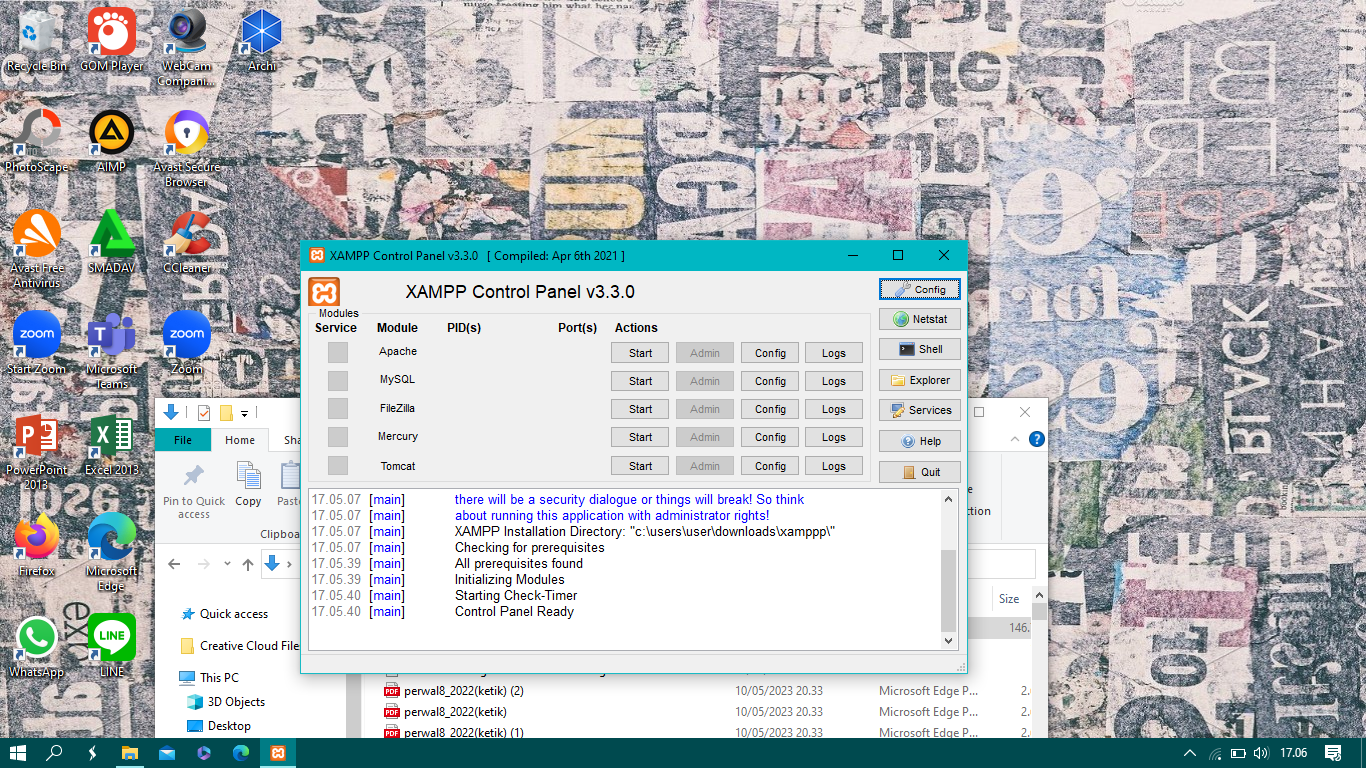 Recycle Bin
GOM Player
WebCam
Compani...
Archi
PhotoScape
AIMP
Avast Secure
Browser
Avast Free
Antivirus
SMADAV
CCleaner
Start Zoom
Microsoft
Teams
Zoom
PowerPoint
2013
Excel 2013
Firefox
Microsoft
Edge
WhatsApp
LINE
XAMPP Control Panel v3.3.0 [ Compiled: Apr 6th 2021 ]
XAMPP Control Panel v3.3.0
Config
Modules
Service Module PID(s) Port(s) Actions
Netstat
Apache Start Admin Config Logs
Shell
MySQL Start Admin Config Logs
Explorer
FileZilla Start Admin Config Logs
Services
Mercury Start Admin Config Logs
Help
Tomcat Start Admin Config Logs
Quit
17.05.07 [main] there will be a security dialogue or things will break! So think
17.05.07 [main] about running this application with administrator rights!
17.05.07 [main] XAMPP Installation Directory: "c:\users\user\downloads\xamppp\"
17.05.07 [main] Checking for prerequisites
17.05.39 [main] All prerequisites found
17.05.39 [main] Initializing Modules
17.05.40 [main] Starting Check-Timer
17.05.40 [main] Control Panel Ready
File Home Sha
Pin to Quick
access
Copy
Paste
Clipboa
ction
Size
146.
Quick access
Creative Cloud File
This PC
3D Objects
Desktop
perwal8_2022(ketik) (2) 10/05/2023 20.33 Microsoft Edge P... 2.
perwal8_2022(ketik) 10/05/2023 20.33 Microsoft Edge P... 2.
perwal8_2022(ketik) (1) 10/05/2023 20.33 Microsoft Edge P... 2.
17.06